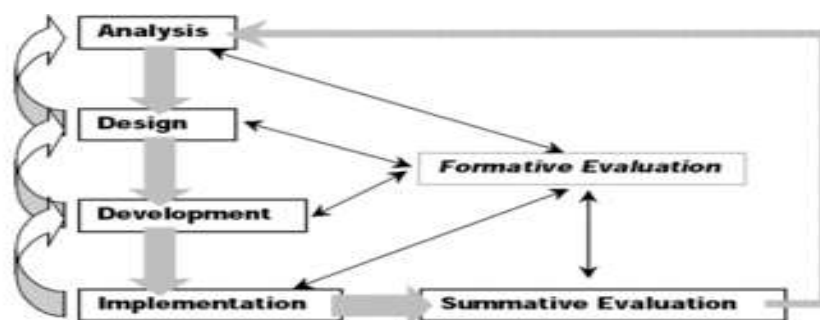 Analysis
Design
Formative Evaluation
Development
Implementation
Summative Evaluation